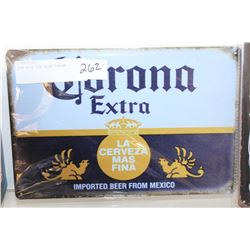 262
Corona
Extra
LA
CERVEZA
MAS
FINA
IMPORTED BEER FROM MEXICO